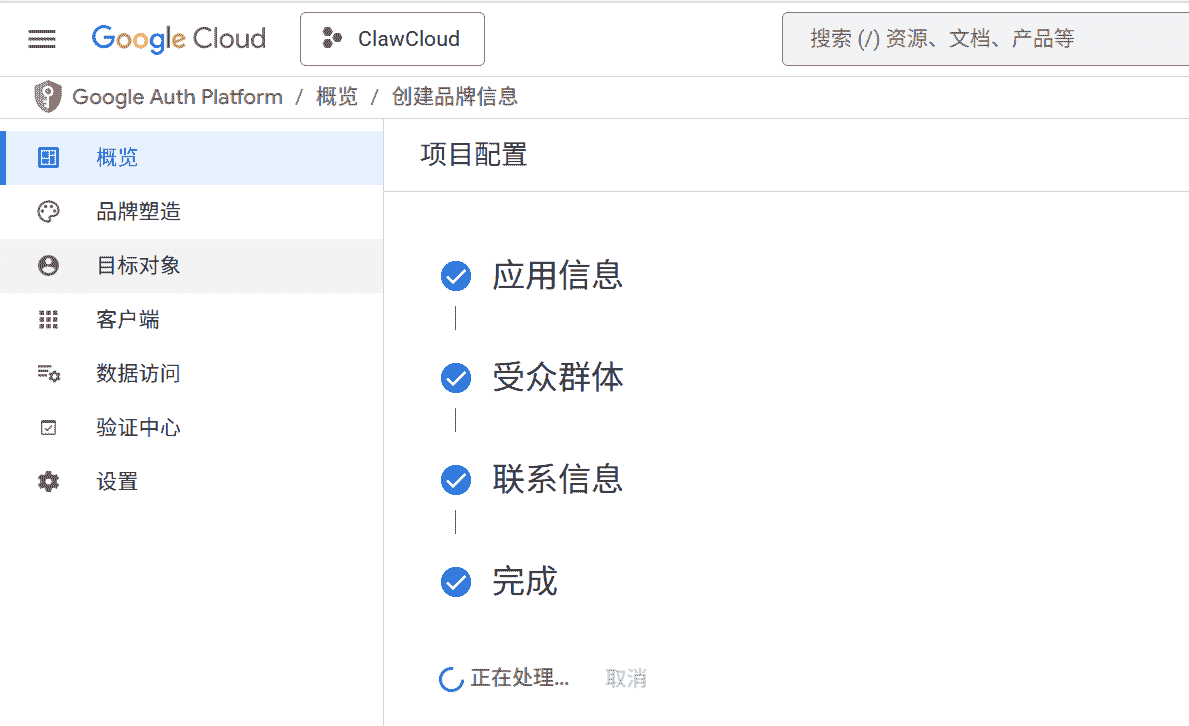 Google Cloud
ClawCloud
搜索 (/) 资源、文档、产品等
Google Auth Platform / 概览 / 创建品牌信息
概览
品牌塑造
目标对象
客户端
数据访问
验证中心
设置
项目配置
应用信息
受众群体
联系信息
完成
正在处理... 取消